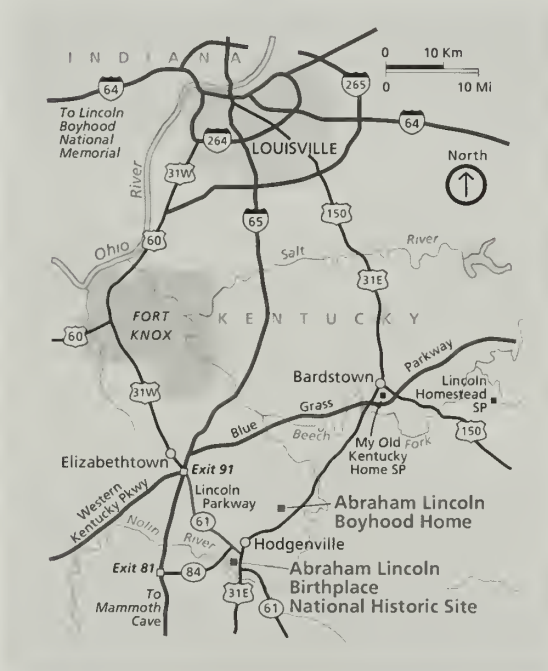 INDIANA
0 10 Km
0 10 Mi
64
265
To Lincoln
Boyhood
National
Memorial
264
64
LOUISVILLE
North
31W
River
65
150
60
Ohio
Salt
River
31E
FORT
KNOX
KENTUCKY
60
31W
Bardstown
Parkway
Lincoln
Homestead
SP
Blue Grass
Beech Fork
150
My Old
Kentucky
Home SP
Elizabethtown
Exit 91
Western
Kentucky Pkwy
Lincoln
Parkway
61
Nolin River
Abraham Lincoln
Boyhood Home
Hodgenville
Exit 81
84
Abraham Lincoln
Birthplace
National Historic Site
To
Mammoth
Cave
31E
61